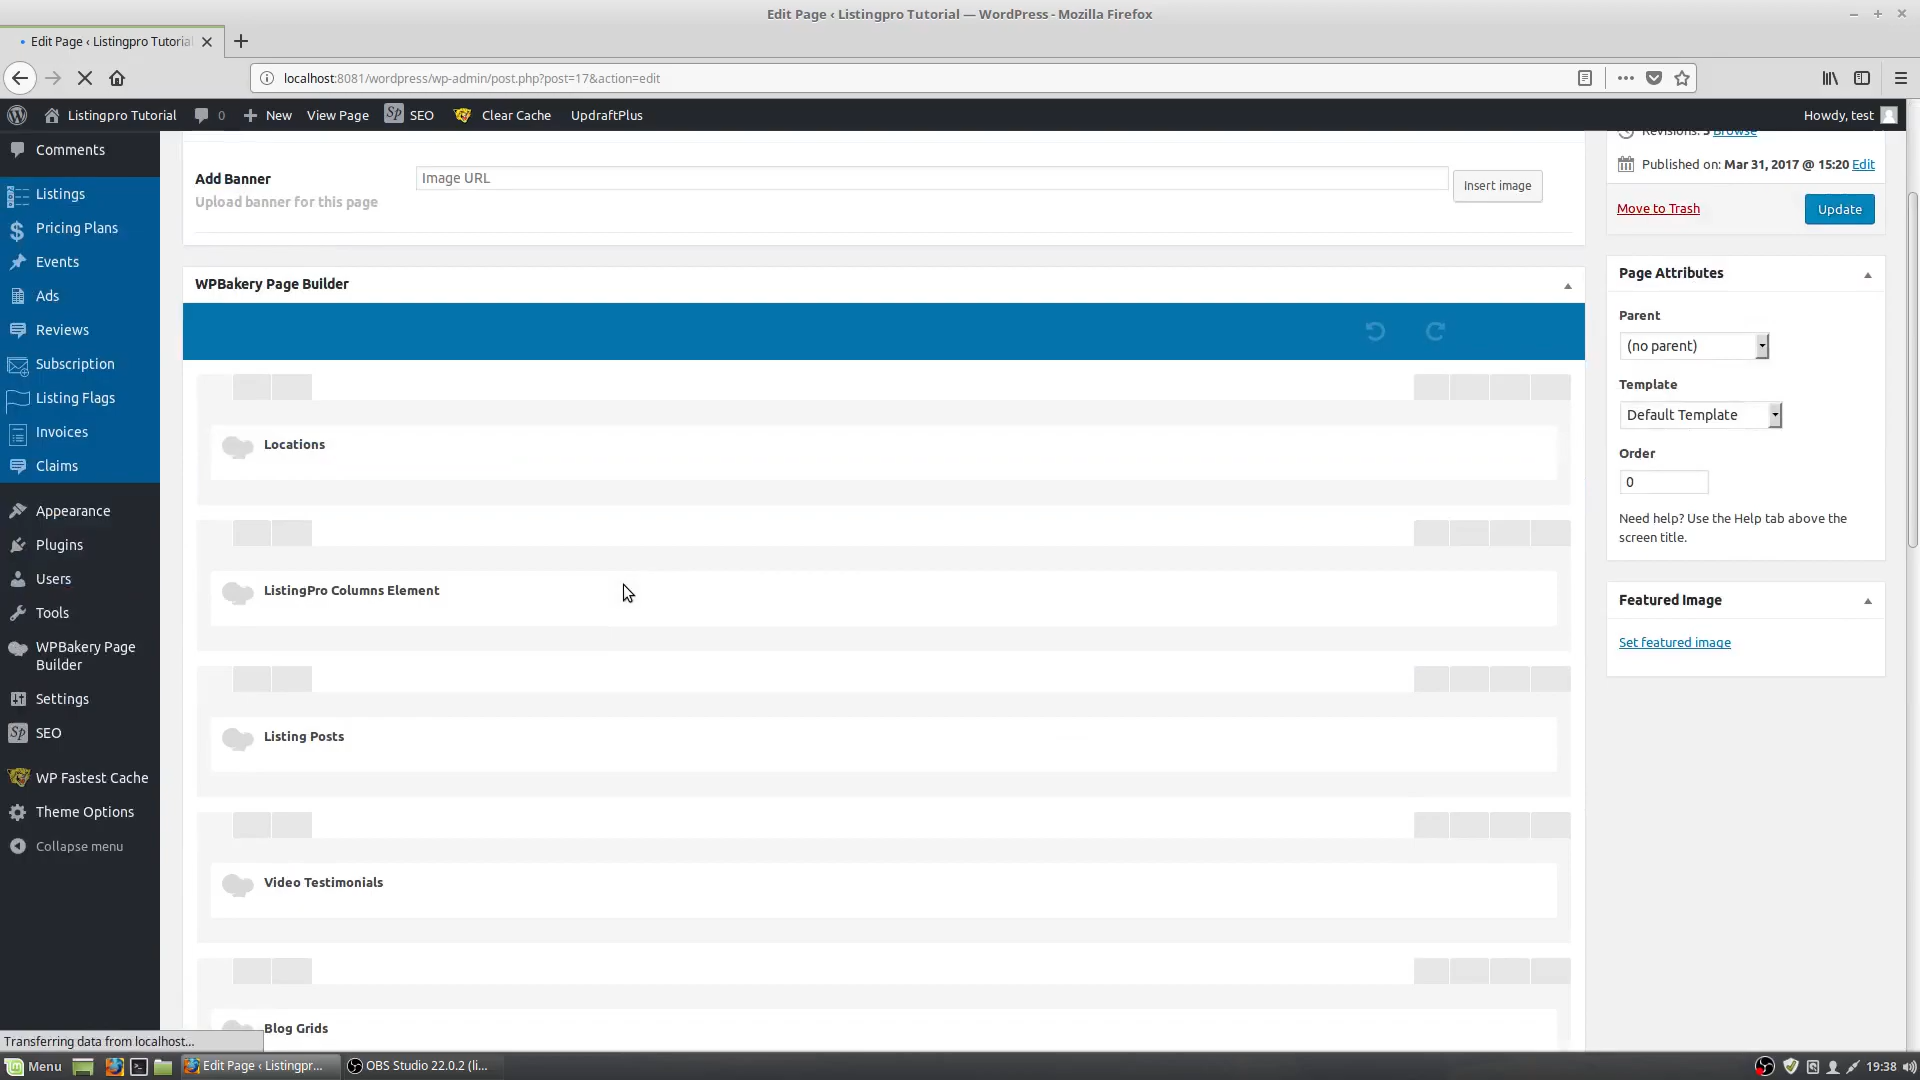 Edit Page ‹ Listingpro Tutorial — WordPress - Mozilla Firefox
Edit Page ‹ Listingpro Tutoria
localhost:8081/wordpress/wp-admin/post.php?post=17&action=edit
Listingpro Tutorial
0
New
View Page
SEO
Clear Cache
UpdraftPlus
Howdy, test
Comments
Listings
Pricing Plans
Events
Ads
Reviews
Subscription
Listing Flags
Invoices
Claims
Appearance
Plugins
Users
Tools
WPBakery Page
Builder
Settings
SEO
WP Fastest Cache
Theme Options
Collapse menu
Add Banner
Upload banner for this page
Image URL
Insert image
WPBakery Page Builder
Locations
ListingPro Columns Element
Listing Posts
Video Testimonials
Blog Grids
Revisions: 3 Browse
Published on: Mar 31, 2017 @ 15:20 Edit
Move to Trash
Update
Page Attributes
Parent
(no parent)
Template
Default Template
Order
0
Need help? Use the Help tab above the
screen title.
Featured Image
Set featured image
Transferring data from localhost...
Menu
Edit Page ‹ Listingpr...
OBS Studio 22.0.2 (li...
19:38